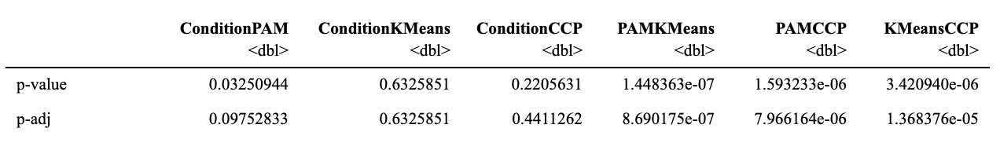 ConditionPAM ConditionKMeans ConditionCCP PAMKMeans PAMCCP KMeansCCP
<dbl> <dbl> <dbl> <dbl> <dbl> <dbl>
p-value 0.03250944 0.6325851 0.2205631 1.448363e-07 1.593233e-06 3.420940e-06
p-adj 0.09752833 0.6325851 0.4411262 8.690175e-07 7.966164e-06 1.368376e-05